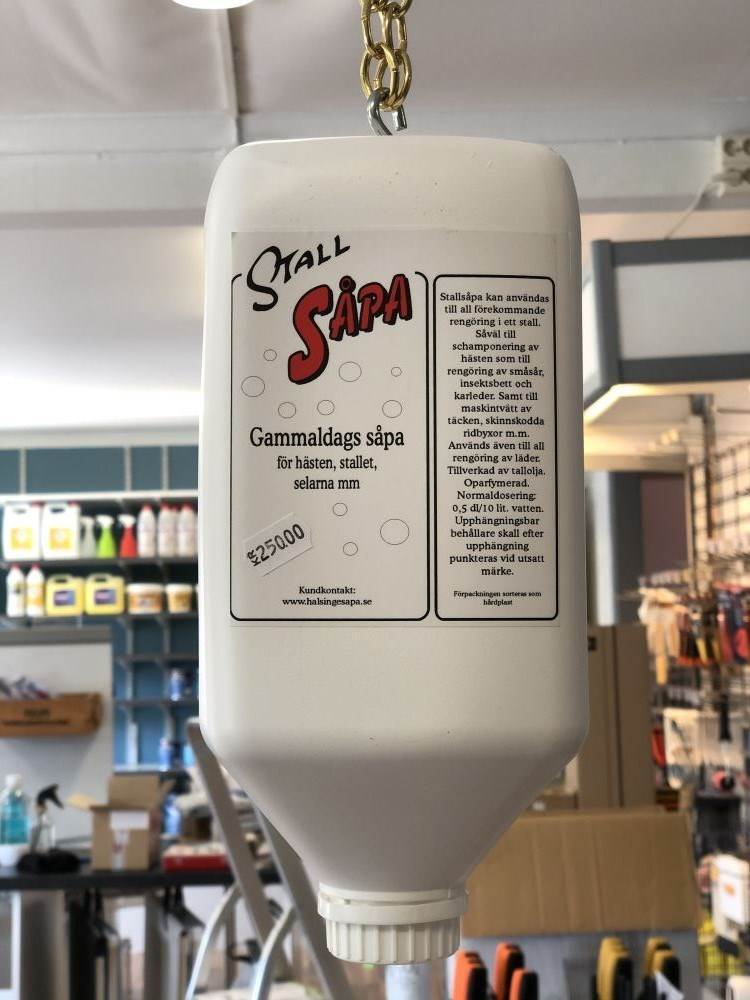 STALL
SÅPA
Gammaldags såpa
för hästen, stallet,
selarna mm
KR250.00
Kundkontakt:
www.halsingesapa.se
Stallsåpa kan användas
till all förekommande
rengöring i ett stall.
Såväl till
schamponering av
hästen som till
rengöring av småsår,
insektsbett och
karleder. Samt till
maskintvätt av
täcken, skinnskodda
ridbyxor m.m.
Används även till all
rengöring av läder.
Tillverkad av tallolja.
Oparfymerad.
Normaldosering:
0,5 dl/10 lit. vatten.
Upphängningsbar
behållare skall efter
upphängning
punkteras vid utsatt
märke.
Förpackningen sorteras som
hårdplast